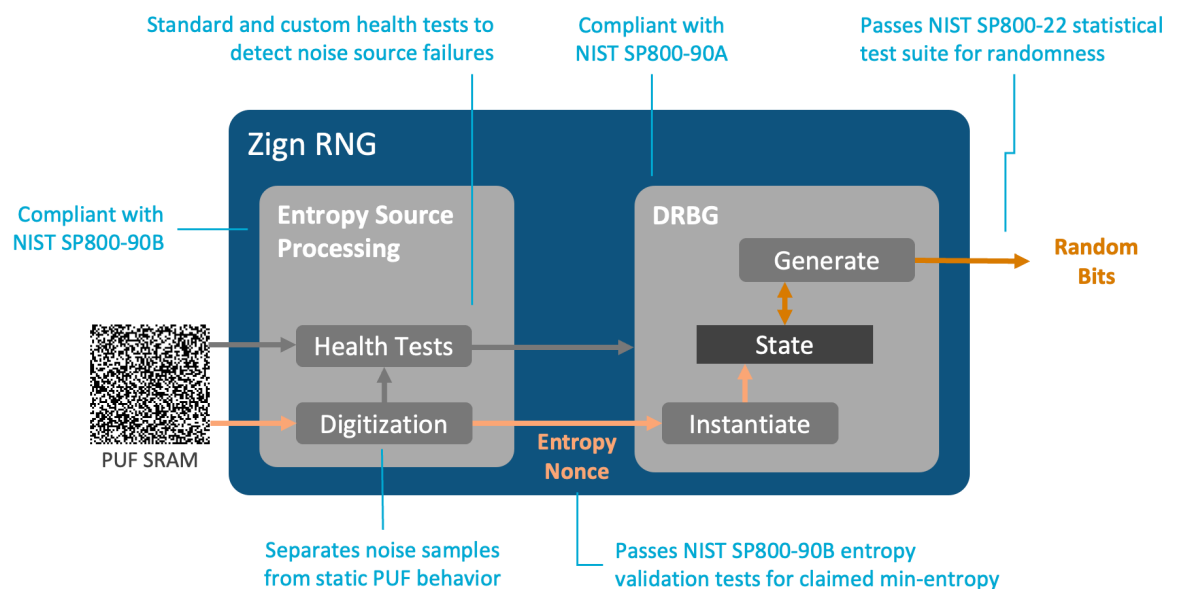 Standard and custom health tests to
detect noise source failures
Compliant with
NIST SP800-90A
Passes NIST SP800-22 statistical
test suite for randomness
Zign RNG
Compliant with
NIST SP800-90B
Entropy Source
Processing
DRBG
Generate
Random
Bits
Health Tests
State
Digitization
Instantiate
Entropy
Nonce
PUF SRAM
Separates noise samples
from static PUF behavior
Passes NIST SP800-90B entropy
validation tests for claimed min-entropy